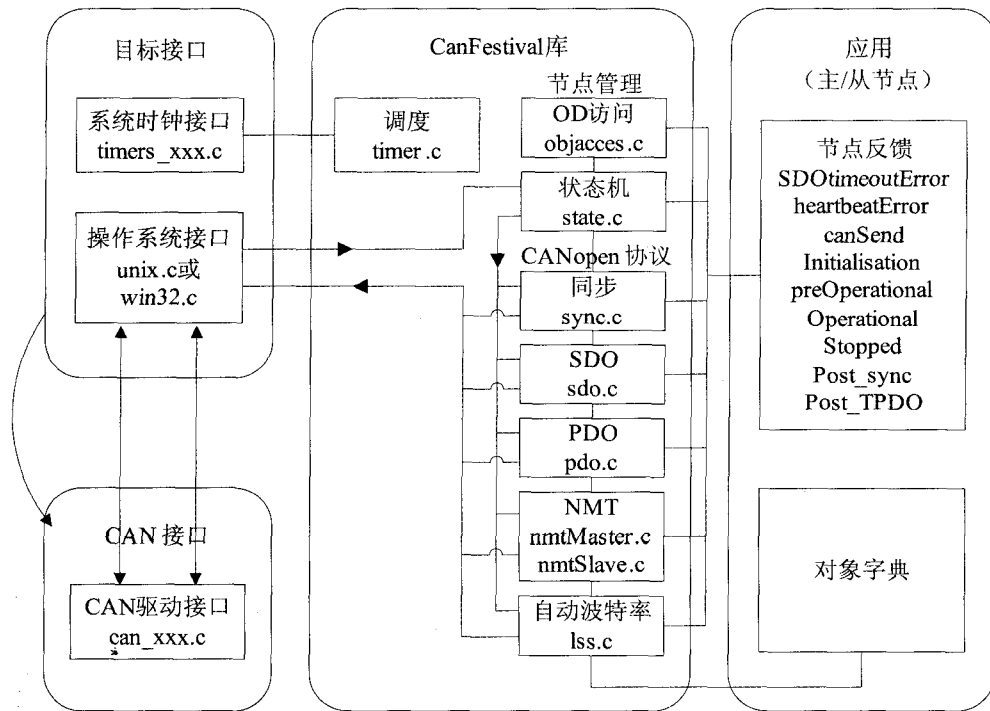 目标接口
系统时钟接口
timers_xxx.c
操作系统接口
unix.c或
win32.c
CAN 接口
CAN驱动接口
can_xxx.c
CanFestival库
调度
timer.c
节点管理
OD访问
objacces.c
状态机
state.c
CANopen 协议
同步
sync.c
SDO
sdo.c
PDO
pdo.c
NMT
nmtMaster.c
nmtSlave.c
自动波特率
lss.c
应用
（主/从节点）
节点反馈
SDOtimeoutError
heartbeatError
canSend
Initialisation
preOperational
Operational
Stopped
Post_sync
Post_TPDO
对象字典